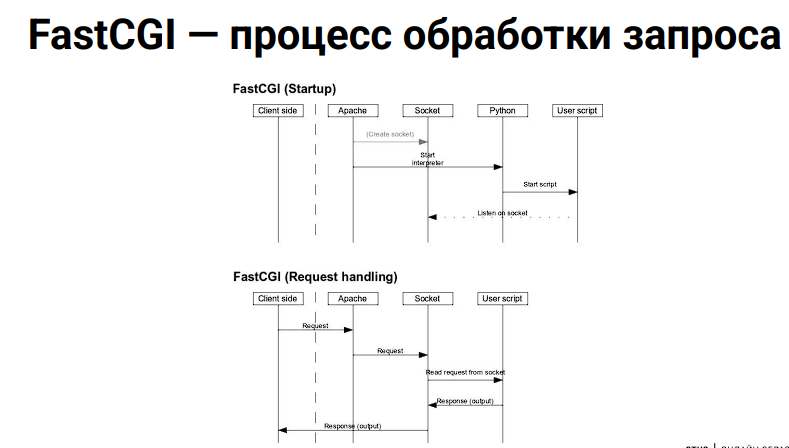 FastCGI — процесс обработки запроса
FastCGI (Startup)
Client side Apache Socket Python User script
(Create socket)
Start
interpreter
Start script
Listen on socket
FastCGI (Request handling)
Client side Apache Socket User script
Request
Request
Read request from socket
Response (output)
Response (output)